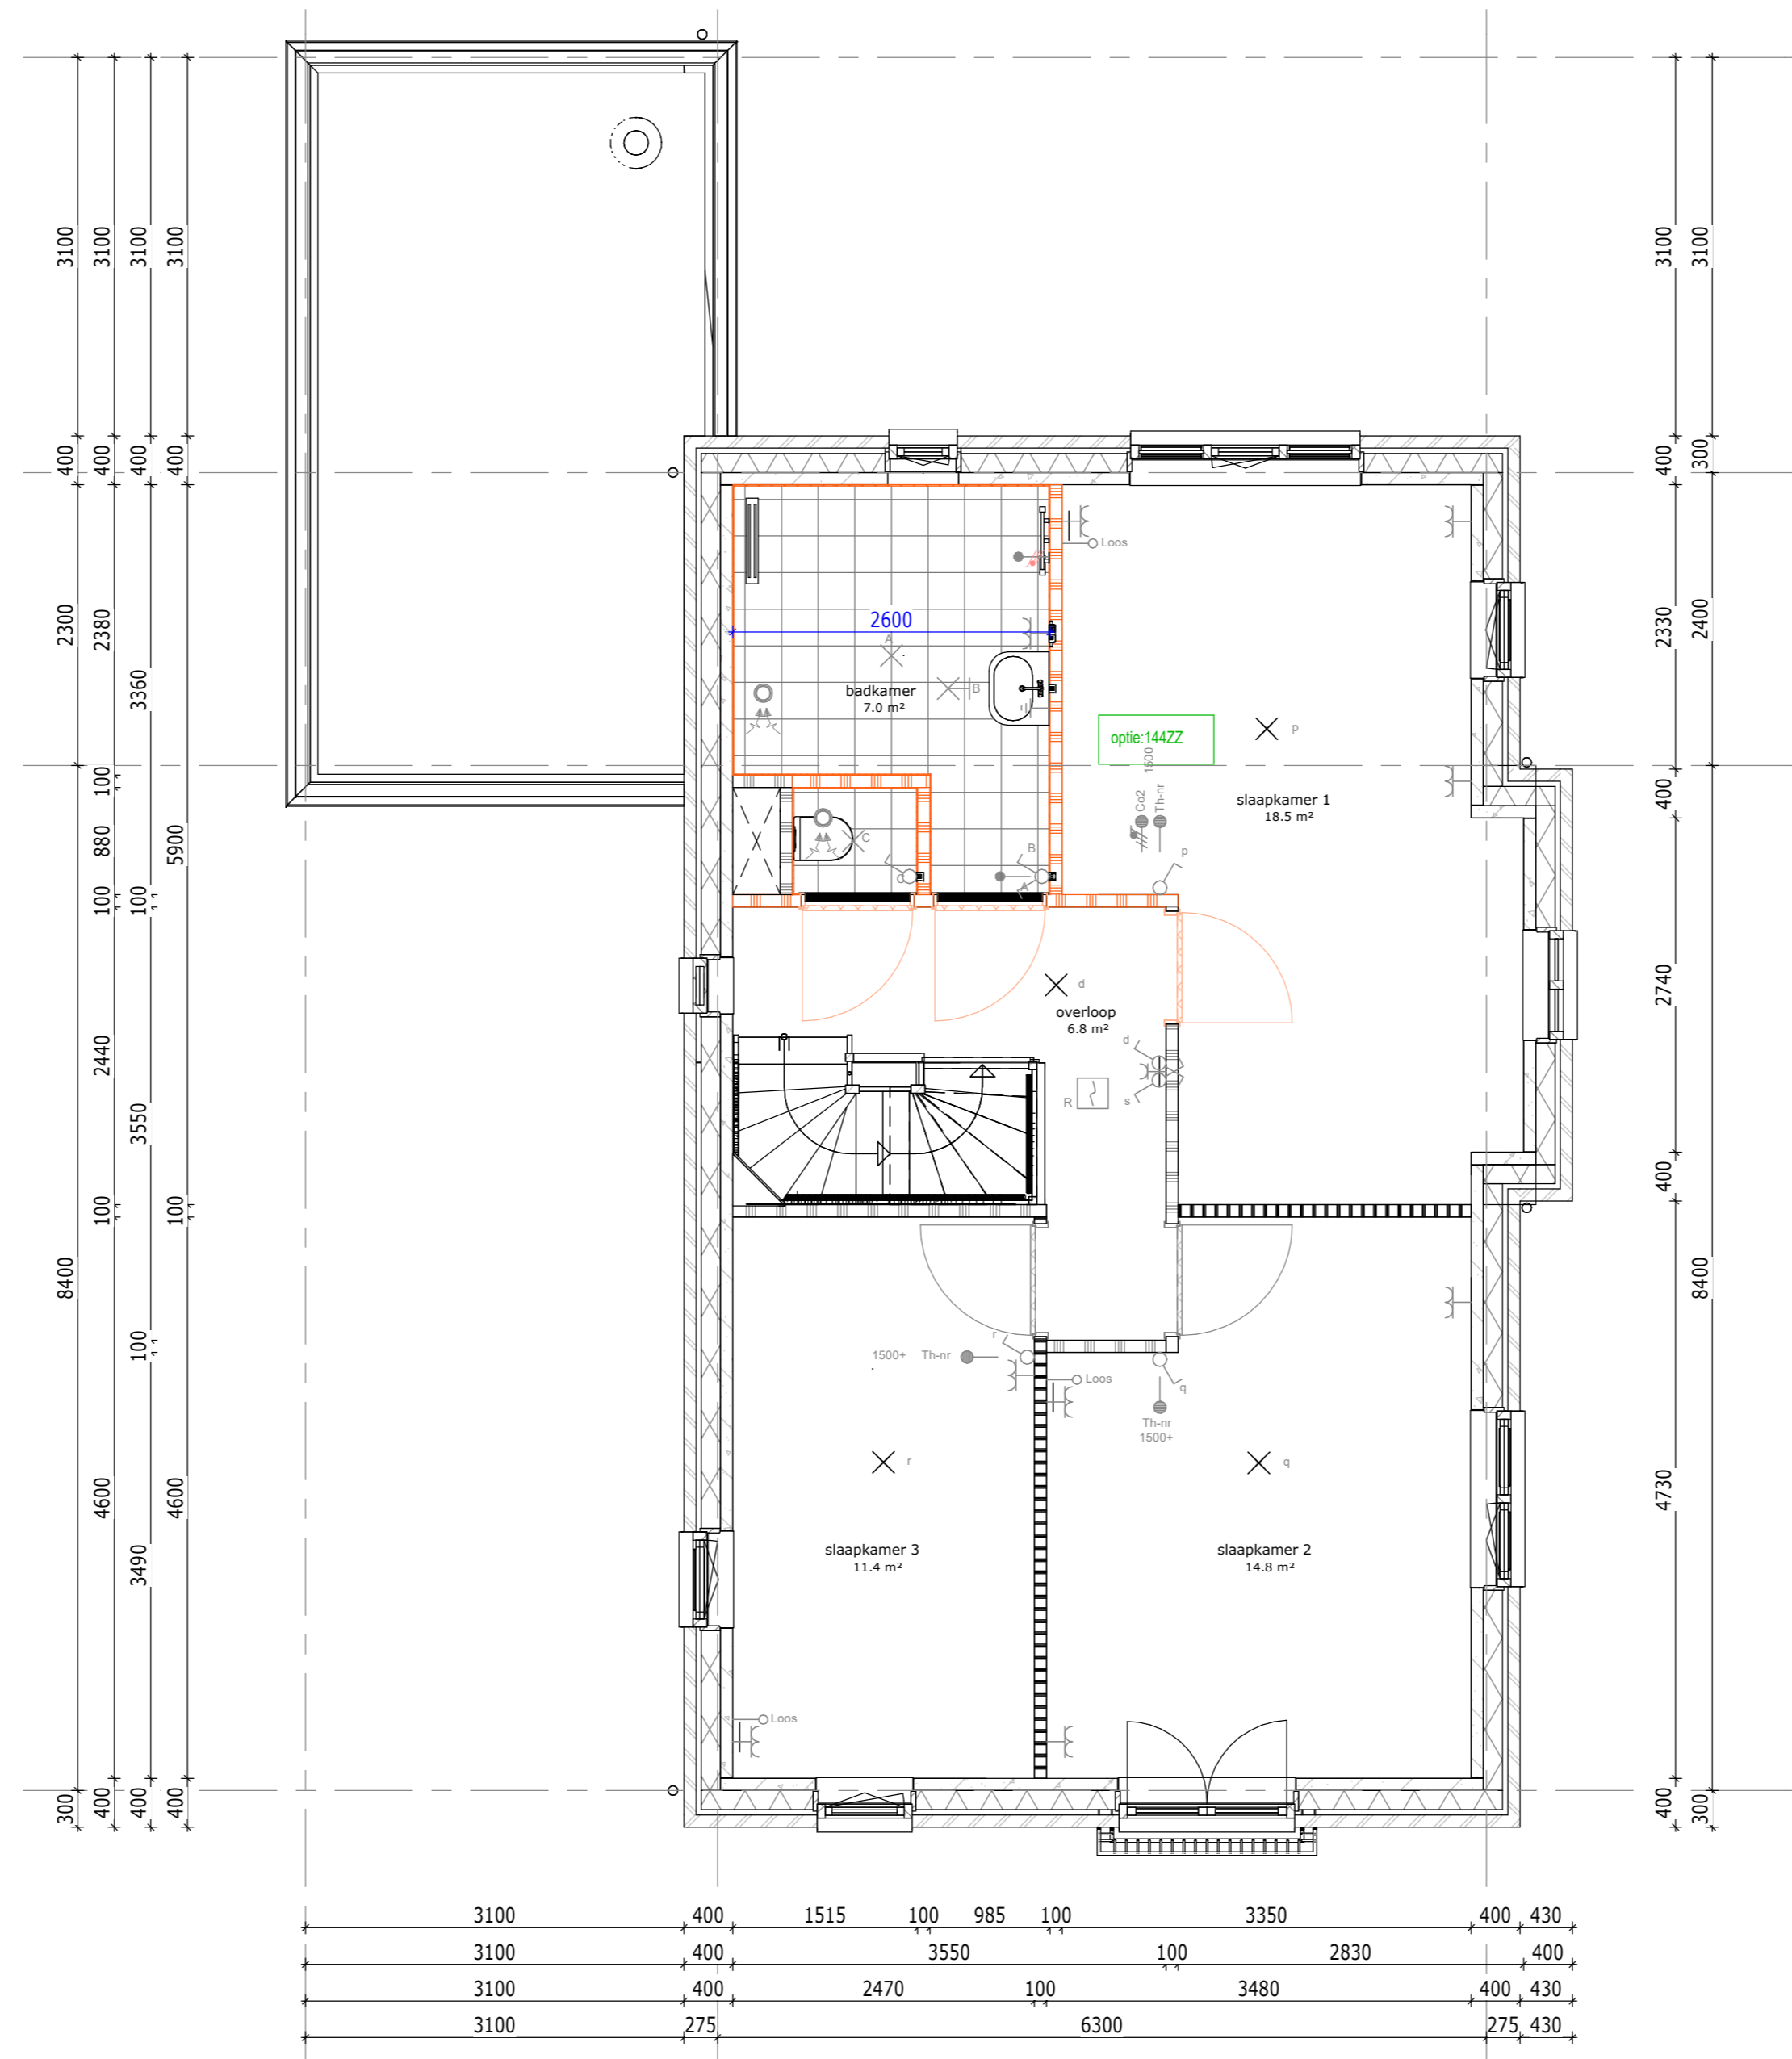 3100 3100 3100 3100
400 400 400 400
2300 2380 3360 5900
100
880
100 100
2440 3550
100 100
8400 100
4600 3490 4600
300 400 400 400
3100 3100
400 300
2330 2400
400
2740
400
4730 8400
400 300
Loos
2600
A
B
badkamer
7.0 m²
optie:144ZZ
1500
p
Co2
Th-nr
slaapkamer 1
18.5 m²
C
C
B
A
p
d
overloop
6.8 m²
d
R
s
r
1500+ Th-nr
Loos
q
Th-nr
1500+
r
q
slaapkamer 3
11.4 m²
slaapkamer 2
14.8 m²
Loos
3100 400 1515 100 985 100 3350 400 430
3100 400 3550 100 2830 400
3100 400 2470 100 3480 400 430
3100 275 6300 275 430